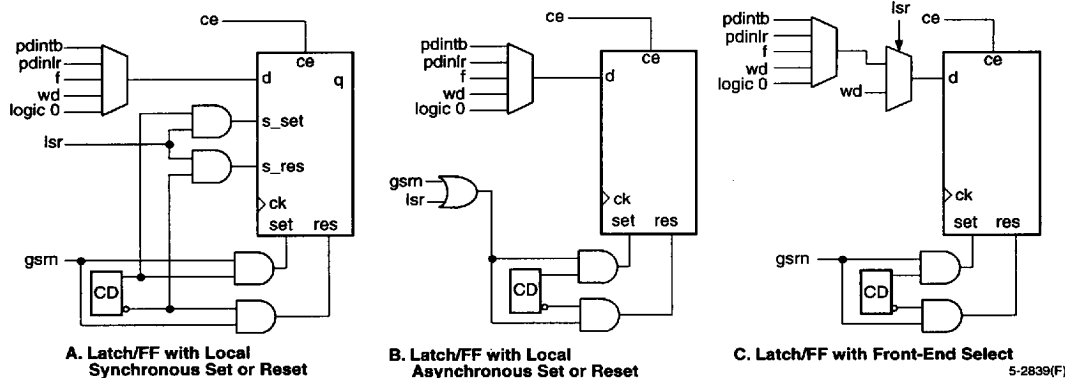 ce
pdintb
pdinlr
f
wd
logic 0
lsr
ce
d
q
s_set
s_res
ck
set
res
gsrn
CD
A. Latch/FF with Local
Synchronous Set or Reset
ce
pdintb
pdinlr
f
wd
logic 0
ce
d
gsrn
lsr
ck
set
res
CD
B. Latch/FF with Local
Asynchronous Set or Reset
lsr
ce
pdintb
pdinlr
f
wd
logic 0
wd
ce
d
ck
set
res
gsrn
CD
C. Latch/FF with Front-End Select
5-2839(F)